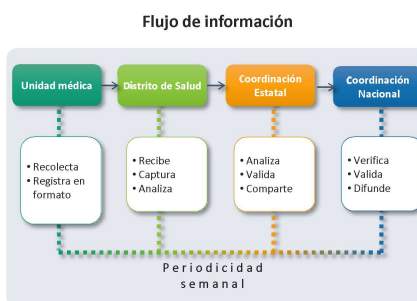 Flujo de información
Unidad médica
Distrito de Salud
Coordinación
Estatal
Coordinación
Nacional
• Recolecta
• Registra en
formato
• Recibe
• Captura
• Analiza
• Analiza
• Valida
• Comparte
• Verifica
• Valida
• Difunde
Periodicidad
semanal